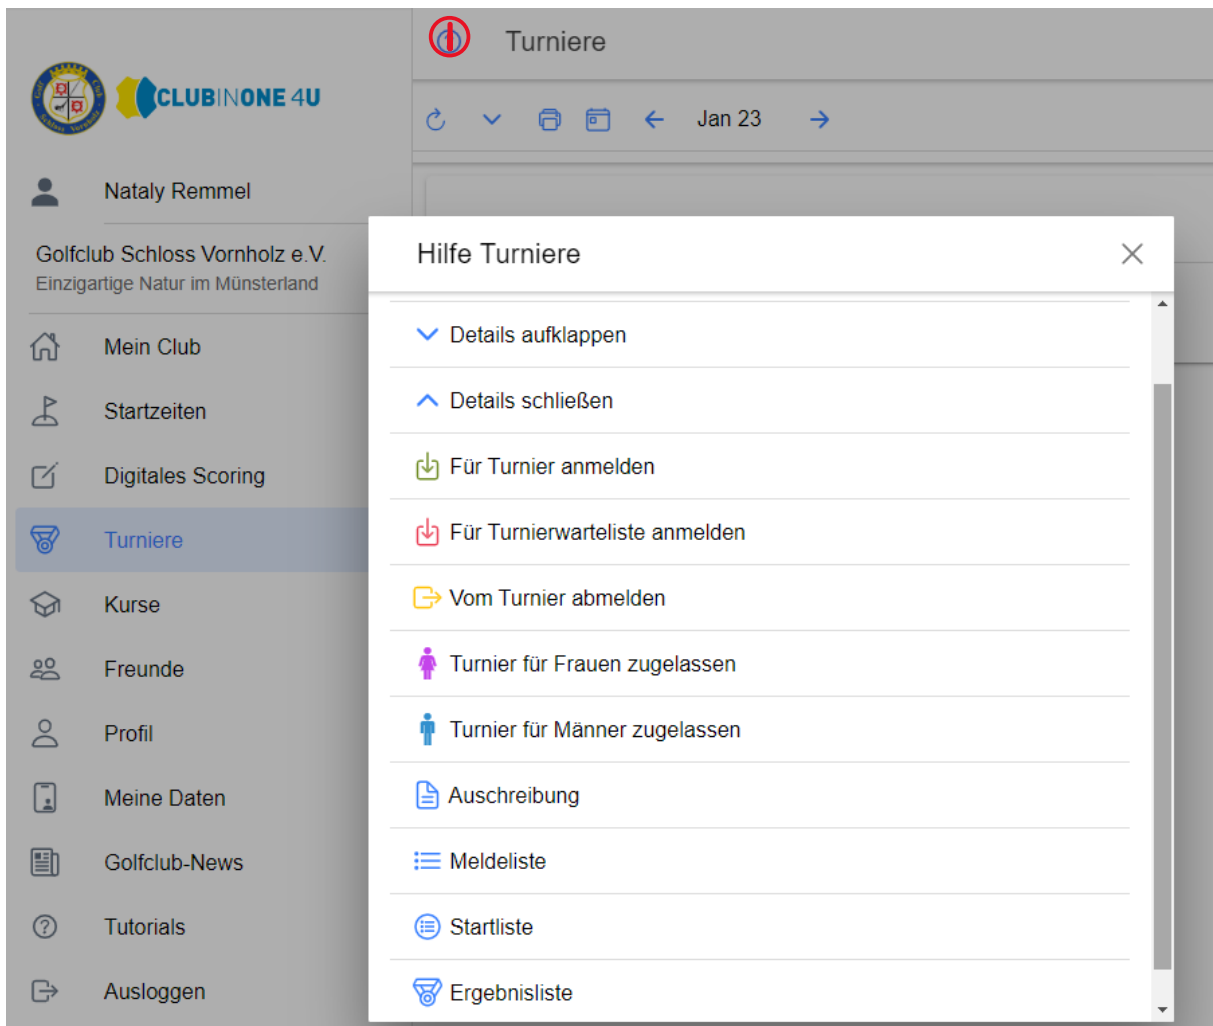 Turniere
CLUBINONE 4U
Jan 23
Nataly Remmel
Golfclub Schloss Vornholz e.V.
Einzigartige Natur im Münsterland
Mein Club
Startzeiten
Digitales Scoring
Turniere
Kurse
Freunde
Profil
Meine Daten
Golfclub-News
Tutorials
Ausloggen
Hilfe Turniere
Details aufklappen
Details schließen
Für Turnier anmelden
Für Turnierwarteliste anmelden
Vom Turnier abmelden
Turnier für Frauen zugelassen
Turnier für Männer zugelassen
Auschreibung
Meldeliste
Startliste
Ergebnisliste